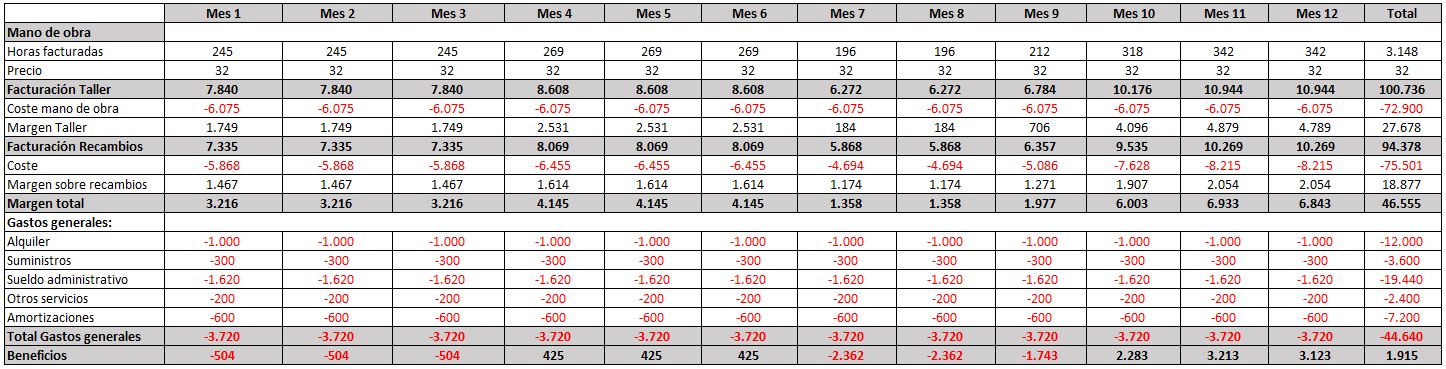 Mes 1 Mes 2 Mes 3 Mes 4 Mes 5 Mes 6 Mes 7 Mes 8 Mes 9 Mes 10 Mes 11 Mes 12 Total
Mano de obra
Horas facturadas 245 245 245 269 269 269 196 196 212 318 342 342 3.148
Precio 32 32 32 32 32 32 32 32 32 32 32 32 32
Facturación Taller 7.840 7.840 7.840 8.608 8.608 8.608 6.272 6.272 6.784 10.176 10.944 10.944 100.736
Coste mano de obra -6.075 -6.075 -6.075 -6.075 -6.075 -6.075 -6.075 -6.075 -6.075 -6.075 -6.075 -6.075 -72.900
Margen Taller 1.749 1.749 1.749 2.531 2.531 2.531 184 184 706 4.096 4.879 4.789 27.678
Facturación Recambios 7.335 7.335 7.335 8.069 8.069 8.069 5.868 5.868 6.357 9.535 10.269 10.269 94.378
Coste -5.868 -5.868 -5.868 -6.455 -6.455 -6.455 -4.694 -4.694 -5.086 -7.628 -8.215 -8.215 -75.501
Margen sobre recambios 1.467 1.467 1.467 1.614 1.614 1.614 1.174 1.174 1.271 1.907 2.054 2.054 18.877
Margen total 3.216 3.216 3.216 4.145 4.145 4.145 1.358 1.358 1.977 6.003 6.933 6.843 46.555
Gastos generales:
Alquiler -1.000 -1.000 -1.000 -1.000 -1.000 -1.000 -1.000 -1.000 -1.000 -1.000 -1.000 -1.000 -12.000
Suministros -300 -300 -300 -300 -300 -300 -300 -300 -300 -300 -300 -300 -3.600
Sueldo administrativo -1.620 -1.620 -1.620 -1.620 -1.620 -1.620 -1.620 -1.620 -1.620 -1.620 -1.620 -1.620 -19.440
Otros servicios -200 -200 -200 -200 -200 -200 -200 -200 -200 -200 -200 -200 -2.400
Amortizaciones -600 -600 -600 -600 -600 -600 -600 -600 -600 -600 -600 -600 -7.200
Total Gastos generales -3.720 -3.720 -3.720 -3.720 -3.720 -3.720 -3.720 -3.720 -3.720 -3.720 -3.720 -3.720 -44.640
Beneficios -504 -504 -504 425 425 425 -2.362 -2.362 -1.743 2.283 3.213 3.123 1.915